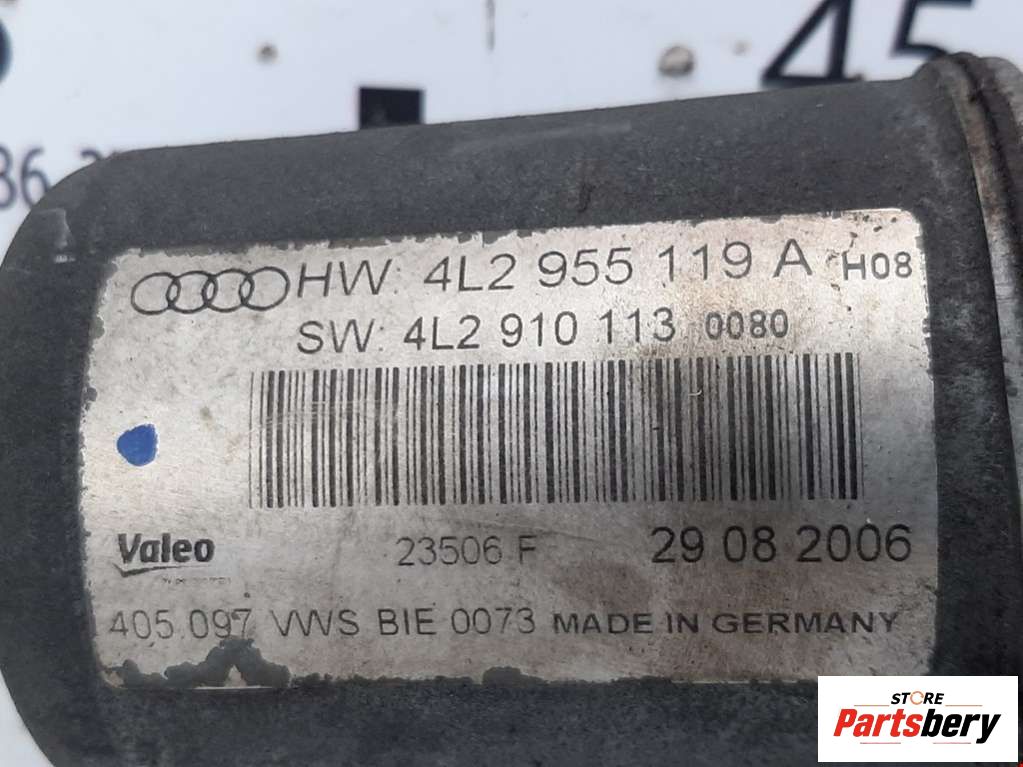 45
HW: 4L2 955 119 A H08
SW: 4L2 910 113 0080
Valeo 23506 F 29 08 2006
405.097 VWS BIE 0073 MADE IN GERMANY
STORE
Partsbery